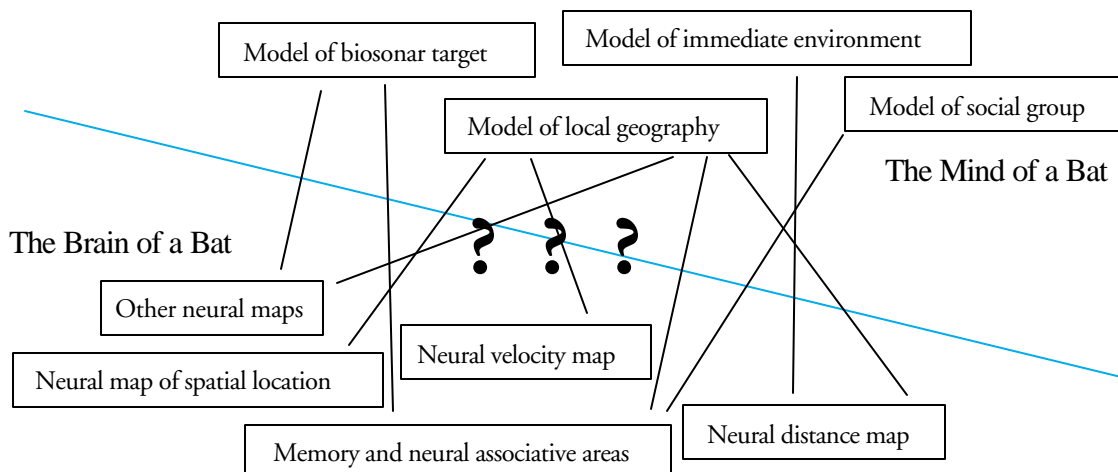 Model of biosonar target
Model of immediate environment
Model of social group
Model of local geography
The Mind of a Bat
The Brain of a Bat
? ? ?
Other neural maps
Neural velocity map
Neural map of spatial location
Neural distance map
Memory and neural associative areas